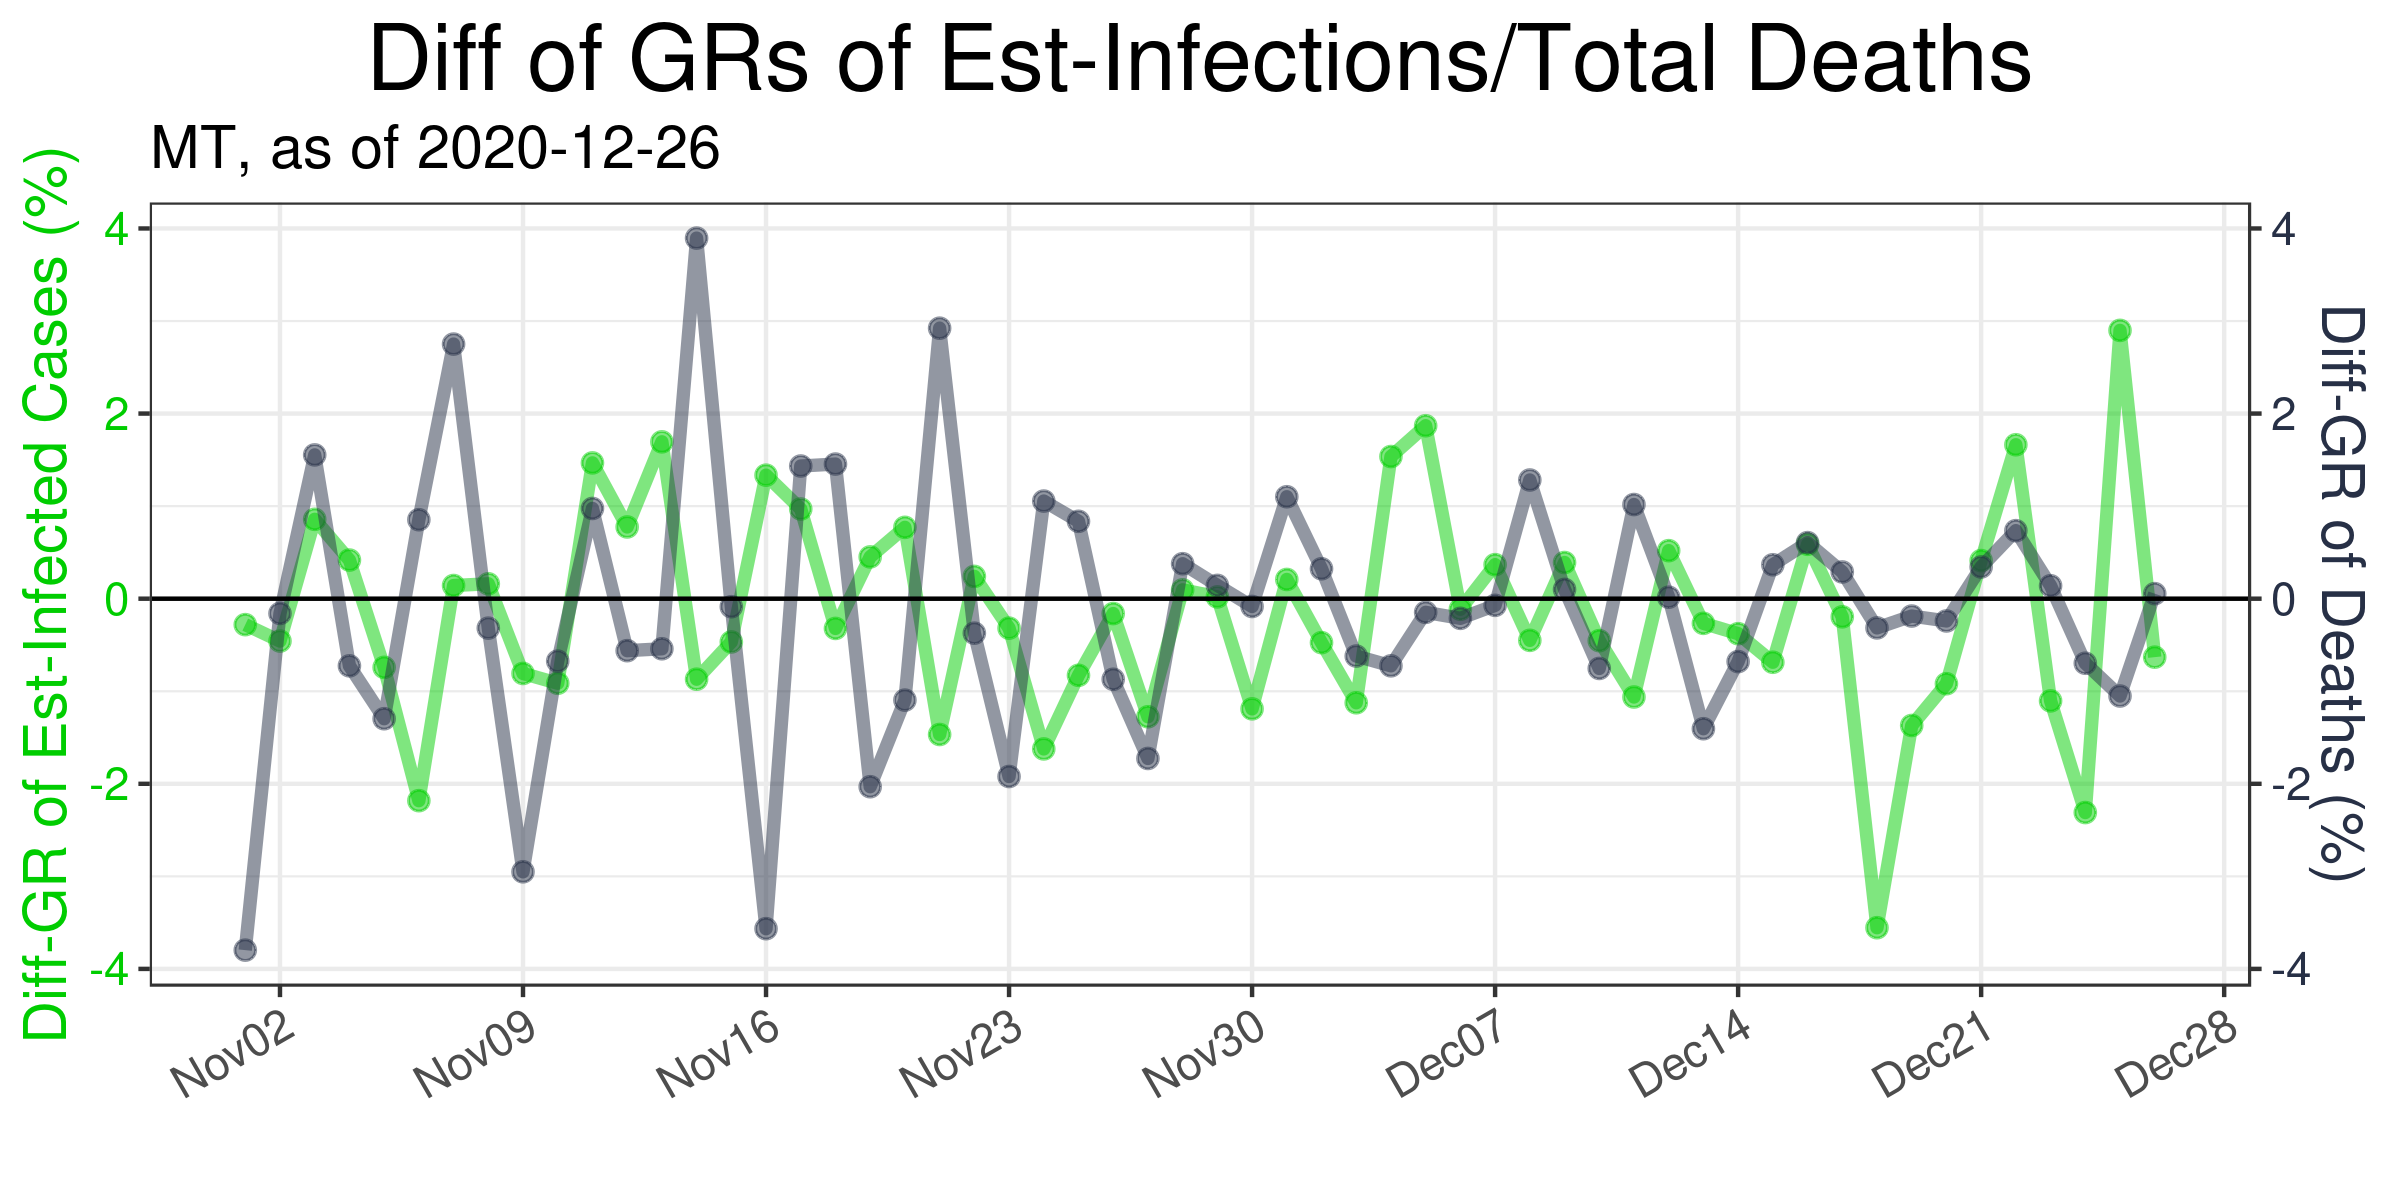 Diff of GRs of Est-Infections/Total Deaths
MT, as of 2020-12-26
Diff-GR of Est-Infected Cases (%)
4
2
0
-2
-4
4
2
0
-2
-4
Diff-GR of Deaths (%)
Nov02
Nov09
Nov16
Nov23
Nov30
Dec07
Dec14
Dec21
Dec28